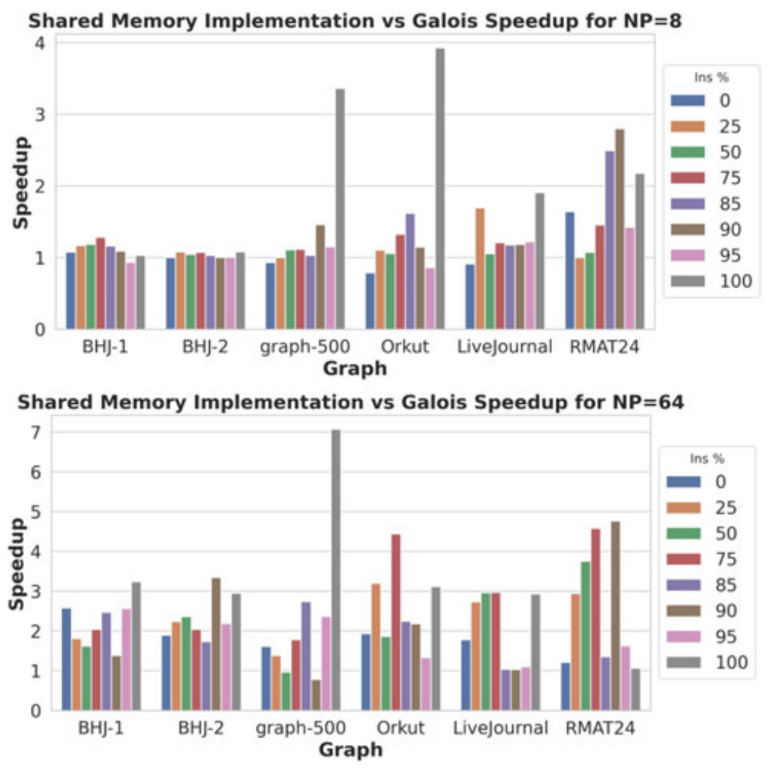 Shared Memory Implementation vs Galois Speedup for NP=8
4
3
2
1
0
Speedup
BHJ-1 BHJ-2 graph-500 Orkut LiveJournal RMAT24
Graph
Ins %
0
25
50
75
85
90
95
100
Shared Memory Implementation vs Galois Speedup for NP=64
7
6
5
4
3
2
1
0
Speedup
BHJ-1 BHJ-2 graph-500 Orkut LiveJournal RMAT24
Graph
Ins %
0
25
50
75
85
90
95
100